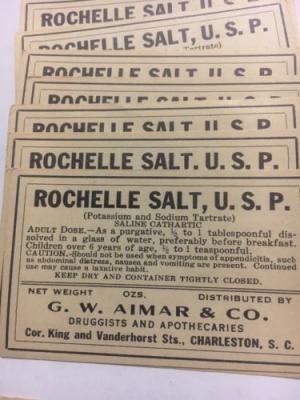 ROCHELLE SALT, U. S. P.
ROCHELLE SALT, U. S. P.
Tartrate)
ROCHELLE SALT, U. S. P.
ROCHELLE SALT, U. S. P.
ROCHELLE SALT, U. S. P.
ROCHELLE SALT. U. S. P.
ROCHELLE SALT, U. S. P.
(Potassium and Sodium Tartrate)
SALINE CATHARTIC
ADULT DOSE.—As a purgative, ½ to 1 tablespoonful dis-
solved in a glass of water, preferably before breakfast.
Children over 6 years of age, ½ to 1 teaspoonful.
CAUTION.-Should not be used when symptoms of appendicitis, such
as abdominal distress, nausea and vomiting are present. Continued
use may cause a laxative habit.
KEEP DRY AND CONTAINER TIGHTLY CLOSED.
NET WEIGHT OZS. DISTRIBUTED BY
G. W. AIMAR & CO.
DRUGGISTS AND APOTHECARIES
Cor. King and Vanderhorst Sts., CHARLESTON, S. C.